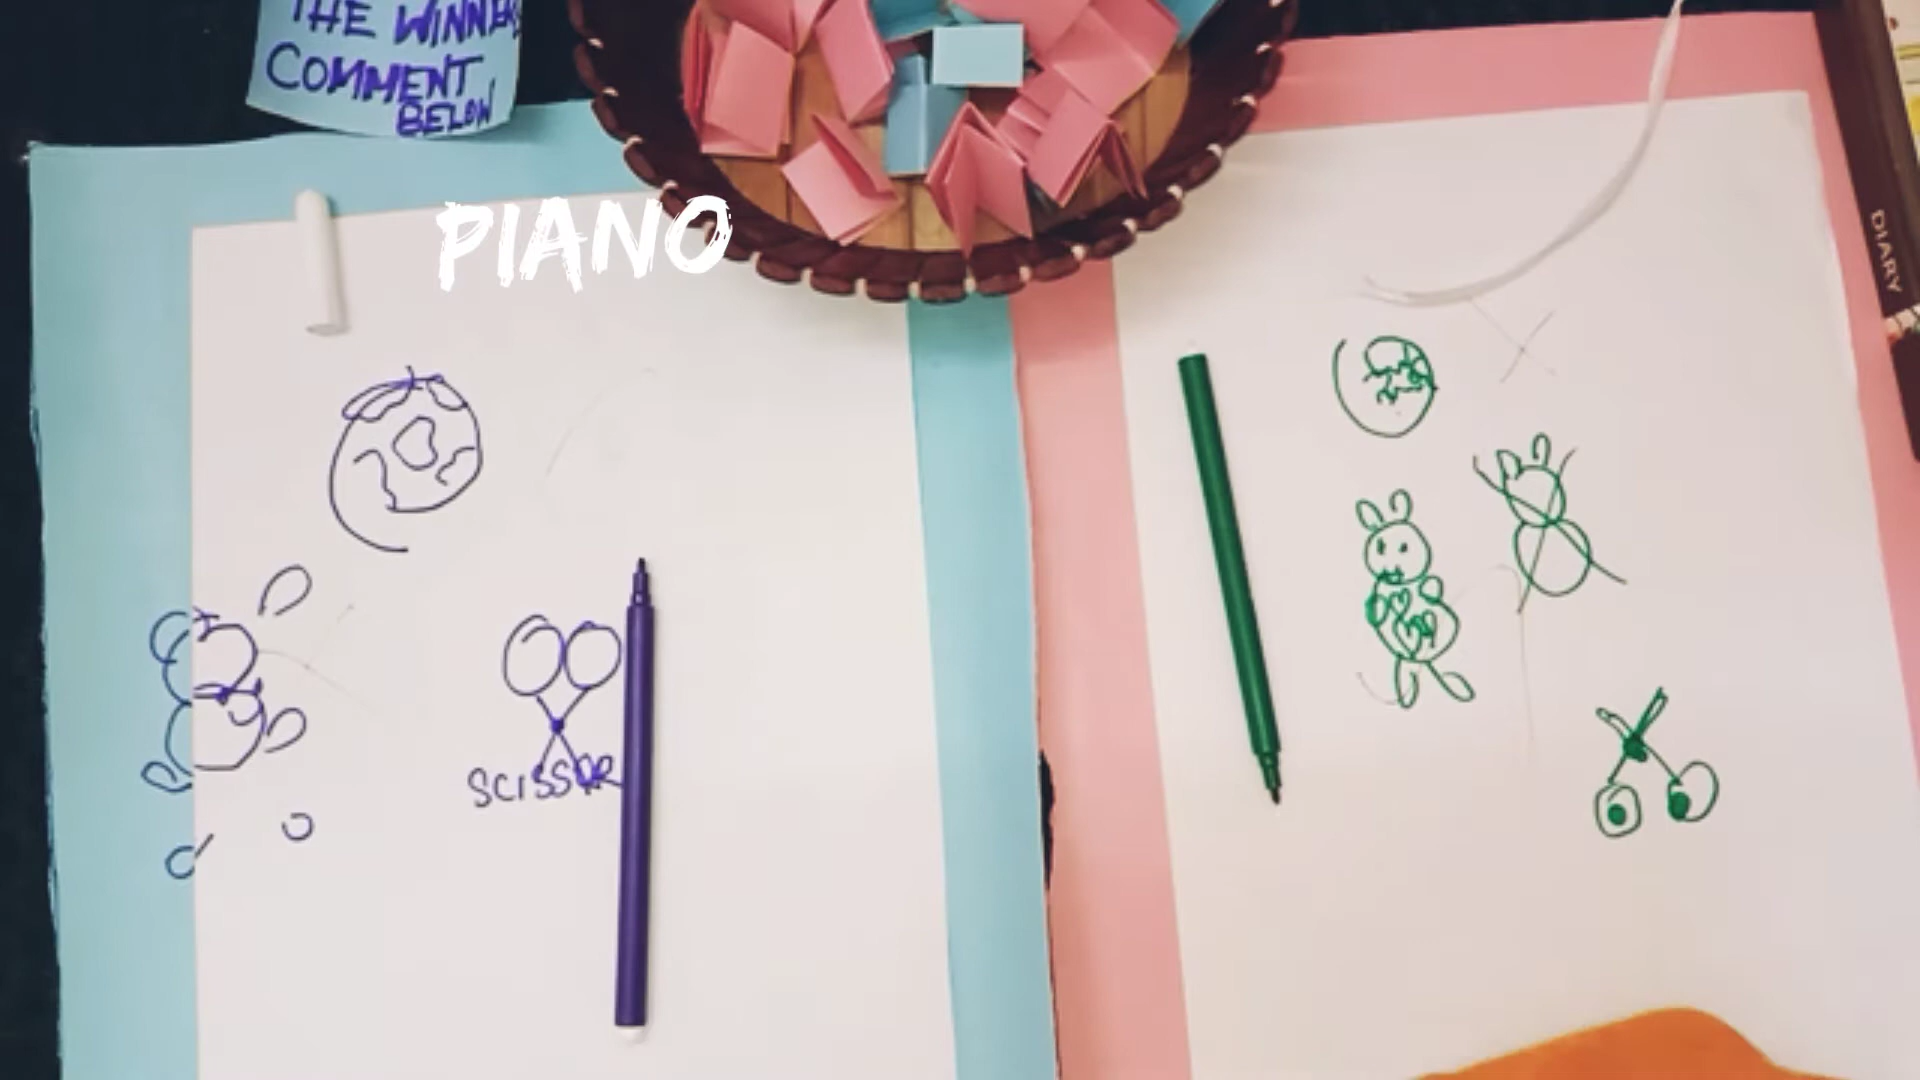 THE WINNER
COMMENT
BELOW
PIANO
DIARY
SCISSOR